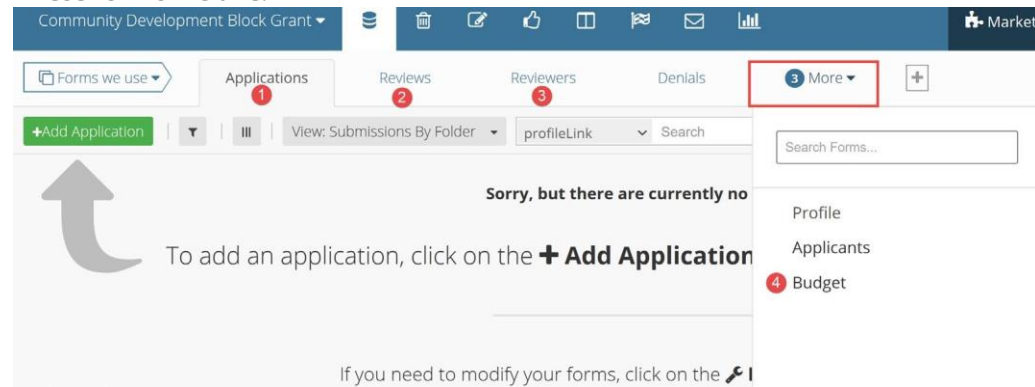 Community Development Block Grant
Market
Forms we use
Applications
Reviews
Reviewers
Denials
3 More
+
1
2
3
+Add Application
View: Submissions By Folder
profileLink
Search
Search Forms...
Sorry, but there are currently no
Profile
To add an application, click on the + Add Application
Applicants
4 Budget
If you need to modify your forms, click on the